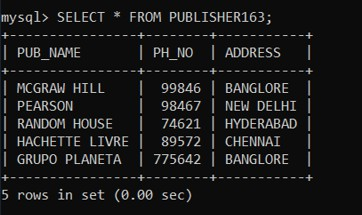 mysql> SELECT * FROM PUBLISHER163;
+---------------+--------+-----------+
| PUB_NAME      | PH_NO  | ADDRESS   |
+---------------+--------+-----------+
| MCGRAW HILL   |  99846 | BANGLORE  |
| PEARSON       |  98467 | NEW DELHI |
| RANDOM HOUSE  |  74621 | HYDERABAD |
| HACHETTE LIVRE |  89572 | CHENNAI   |
| GRUPO PLANETA | 775642 | BANGLORE  |
+---------------+--------+-----------+
5 rows in set (0.00 sec)